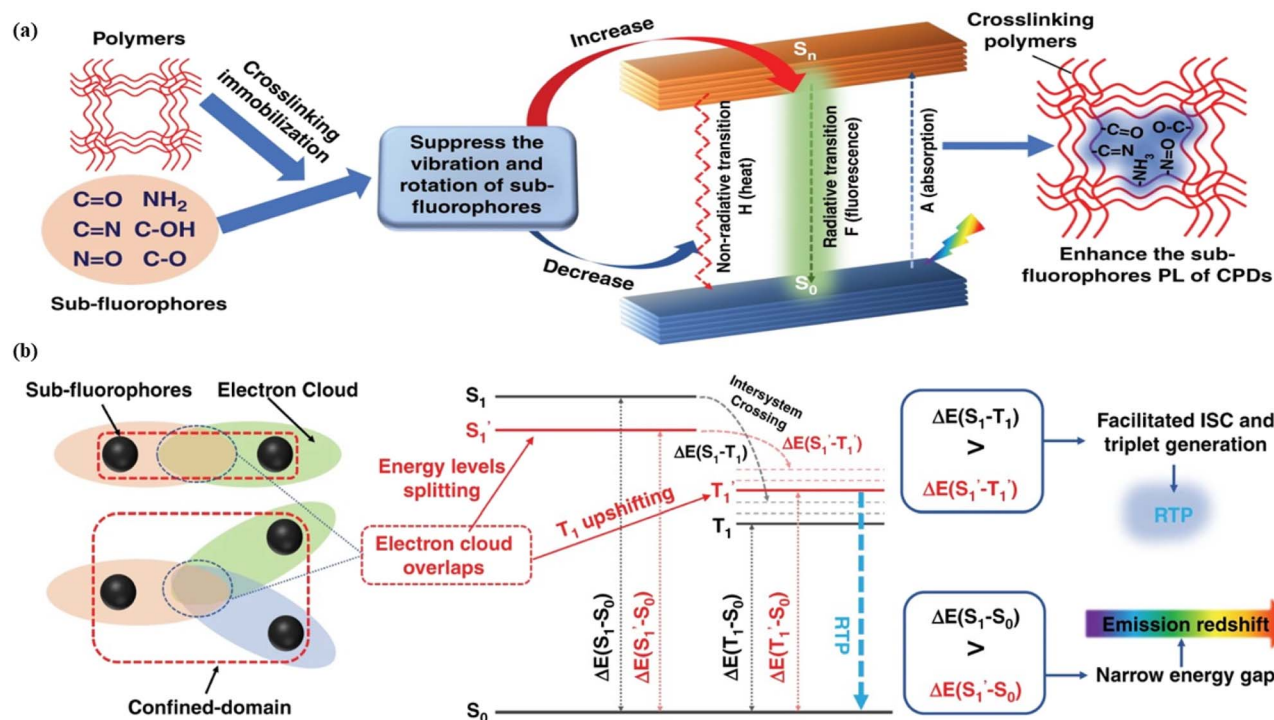 (a)
Polymers
Crosslinking
immobilization
C=O NH₂
C=N C-OH
N=O C-O
Sub-fluorophores
Suppress the
vibration and
rotation of sub-
fluorophores
Increase
Decrease
Sₙ
Non-radiative transition
H (heat)
Radiative transition
F (fluorescence)
A (absorption)
S₀
Crosslinking
polymers
-C=O O-C-
-C=N
-NH₃
-N=O
Enhance the sub-
fluorophores PL of CPDs
(b)
Sub-fluorophores
Electron Cloud
Confined-domain
Electron cloud
overlaps
Energy levels
splitting
T₁ upshifting
S₁
S₁'
Intersystem
Crossing
ΔE(S₁-T₁)
ΔE(S₁'-T₁')
T₁'
T₁
ΔE(S₁-S₀)
ΔE(S₁'-S₀)
ΔE(T₁-S₀)
ΔE(T'₁-S₀)
RTP
S₀
ΔE(S₁-T₁)
>
ΔE(S₁'-T₁')
Facilitated ISC and
triplet generation
RTP
ΔE(S₁-S₀)
>
ΔE(S₁'-S₀)
Emission redshift
Narrow energy gap